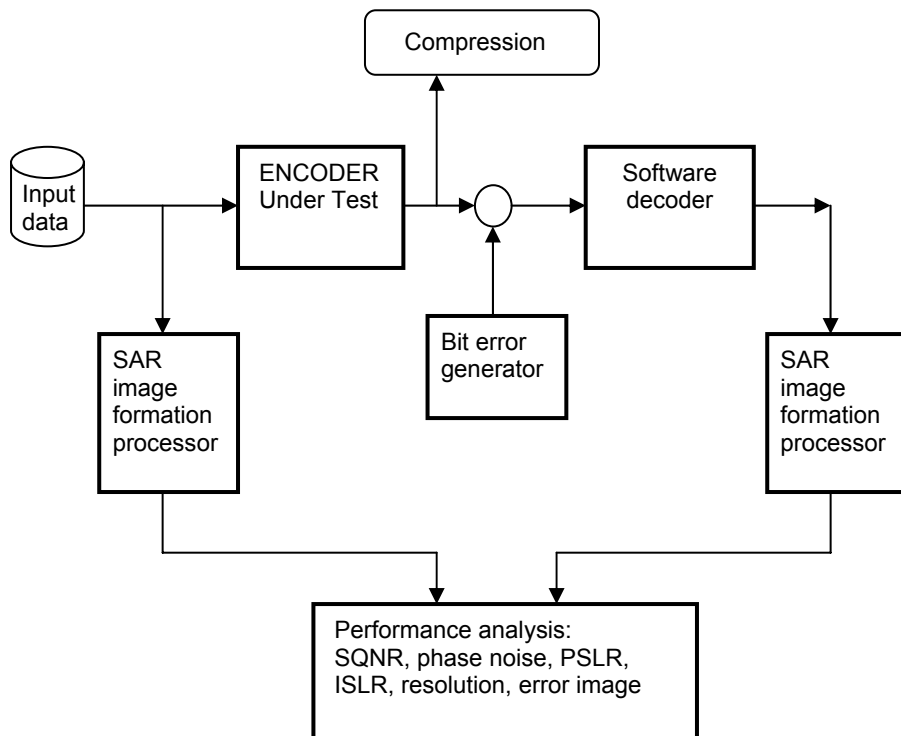 Compression
Input
data
ENCODER
Under Test
Software
decoder
SAR
image
formation
processor
Bit error
generator
SAR
image
formation
processor
Performance analysis:
SQNR, phase noise, PSLR,
ISLR, resolution, error image